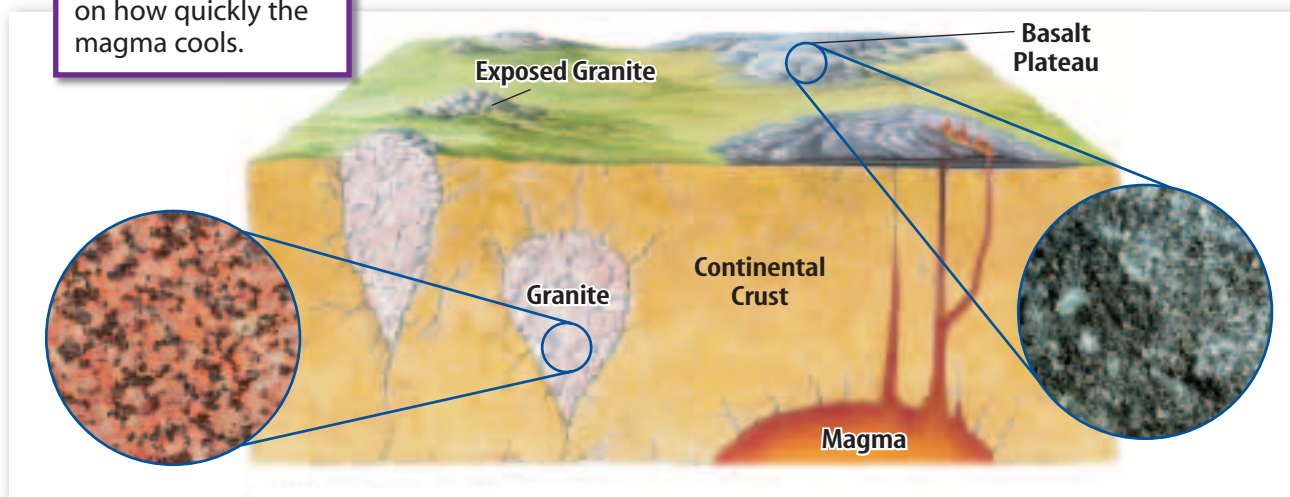 on how quickly the
magma cools.
Basalt
Plateau
Exposed Granite
Continental
Crust
Granite
Magma